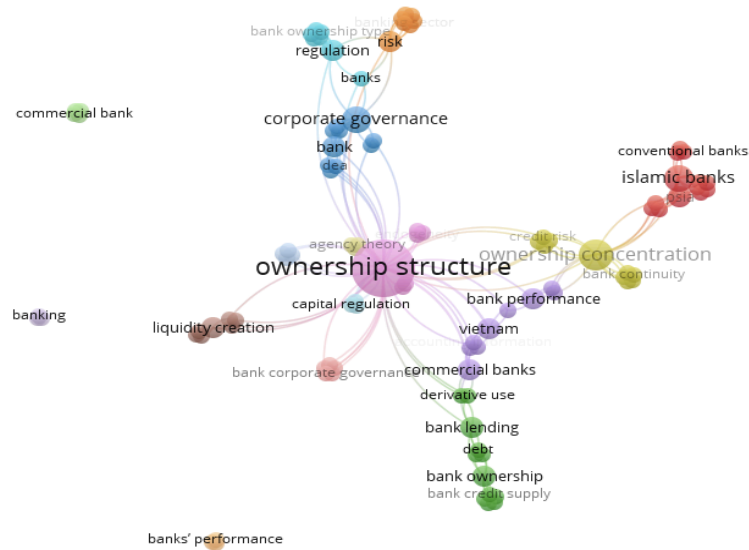 banking sector
bank ownership type
risk
regulation
banks
commercial bank
corporate governance
bank
conventional banks
dea
islamic banks
psia
agency theory
credit risk
ownership concentration
ownership structure
bank continuity
bank performance
capital regulation
banking
liquidity creation
vietnam
bank corporate governance
commercial banks
derivative use
bank lending
debt
bank ownership
bank credit supply
banks' performance